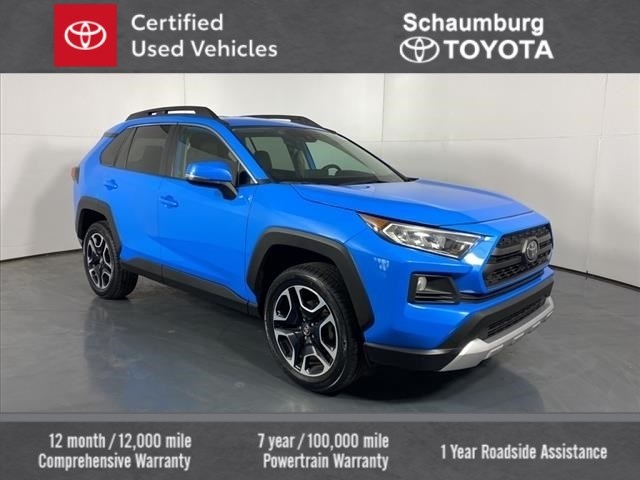 Certified
Used Vehicles
Schaumburg
TOYOTA
12 month / 12,000 mile
Comprehensive Warranty
7 year / 100,000 mile
Powertrain Warranty
1 Year Roadside Assistance